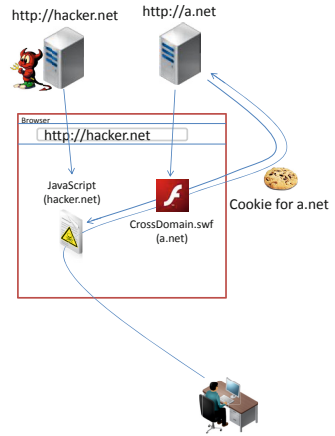 http://hacker.net
http://a.net
Browser
http://hacker.net
JavaScript
(hacker.net)
CrossDomain.swf
(a.net)
Cookie for a.net